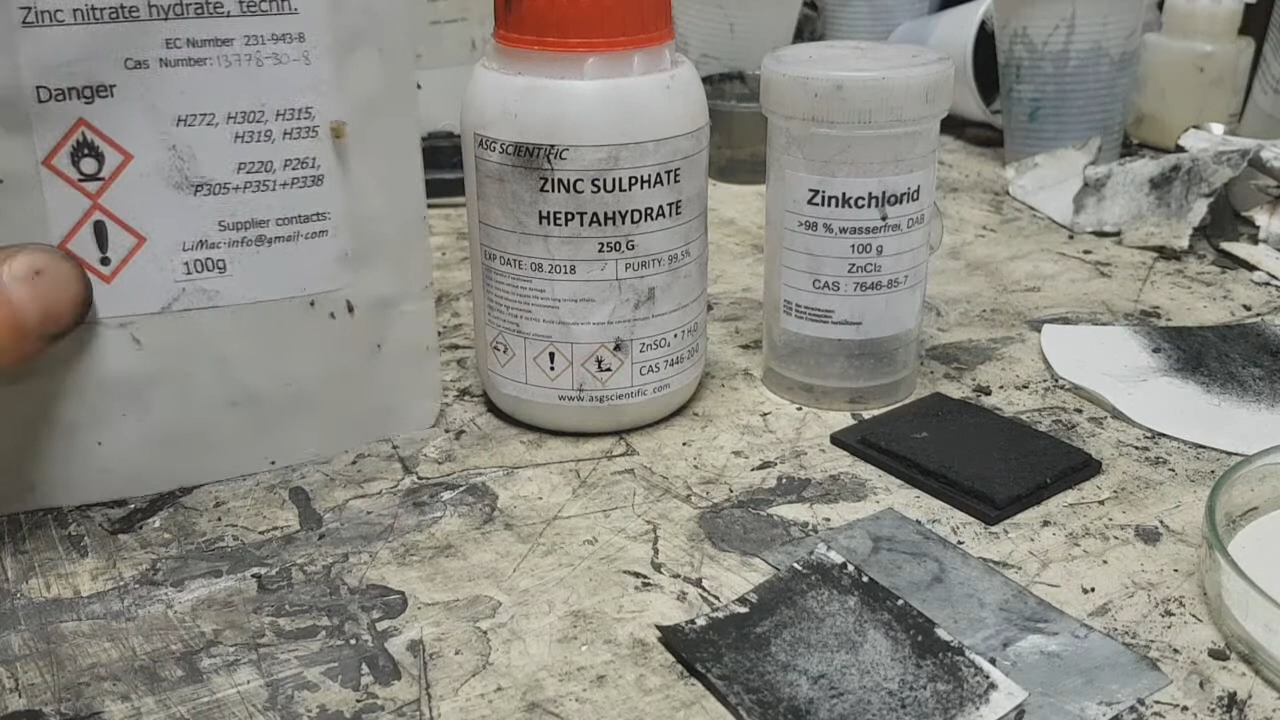 Zinc nitrate hydrate, techn.
EC Number 231-943-8
Cas Number: 13778-30-8
Danger
H272, H302, H315,
H319, H335
P220, P261,
P305+P351+P338
Supplier contacts:
LiMac.info@gmail.com
100g
ASG SCIENTIFIC
ZINC SULPHATE
HEPTAHYDRATE
250,G
EXP DATE: 08.2018
PURITY: 99,5%
ZnSO₄ * 7 H₂O
CAS 7446-20-0
www.asgscientific.com
Zinkchlorid
>98 %,wasserfrei, DAB
100 g
ZnCl₂
CAS : 7646-85-7